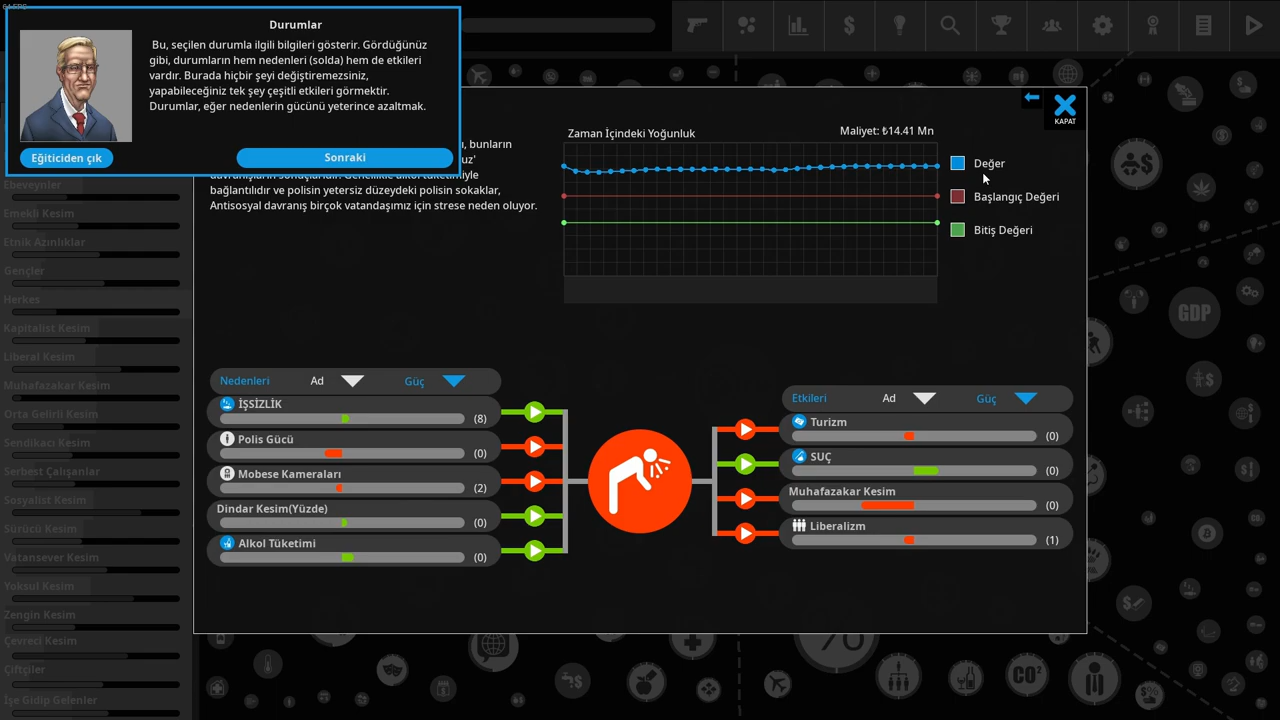 Durumlar
Bu, seçilen durumla ilgili bilgileri gösterir. Gördüğünüz
gibi, durumların hem nedenleri (solda) hem de etkileri
vardır. Burada hiçbir şeyi değiştiremezsiniz,
yapabileceğiniz tek şey çeşitli etkileri görmektir.
Durumlar, eğer nedenlerin gücünü yeterince azaltmak.
Eğiticiden çık
Sonraki
KAPAT
, bunların
bağlantılıdır ve polisin yetersiz düzeydeki polisin sokaklar,
Antisosyal davranış birçok vatandaşımız için strese neden oluyor.
Zaman İçindeki Yoğunluk
Maliyet: ₺14.41 Mn
Değer
Başlangıç Değeri
Bitiş Değeri
Ebeveynler
Emekli Kesim
Etnik Azınlıklar
Gençler
Herkes
Kapitalist Kesim
Liberal Kesim
Muhafazakar Kesim
Orta Gelirli Kesim
Sendikacı Kesim
Serbest Çalışanlar
Sosyalist Kesim
Sürücü Kesim
Vatansever Kesim
Yoksul Kesim
Zengin Kesim
Çevreci Kesim
Çiftçiler
İşe Gidip Gelenler
Nedenleri Ad Güç
İŞSİZLİK (8)
Polis Gücü (0)
Mobese Kameraları (2)
Dindar Kesim(Yüzde) (0)
Alkol Tüketimi (0)
Etkileri Ad Güç
Turizm (0)
SUÇ (0)
Muhafazakar Kesim (0)
Liberalizm (1)
GDP
CO²